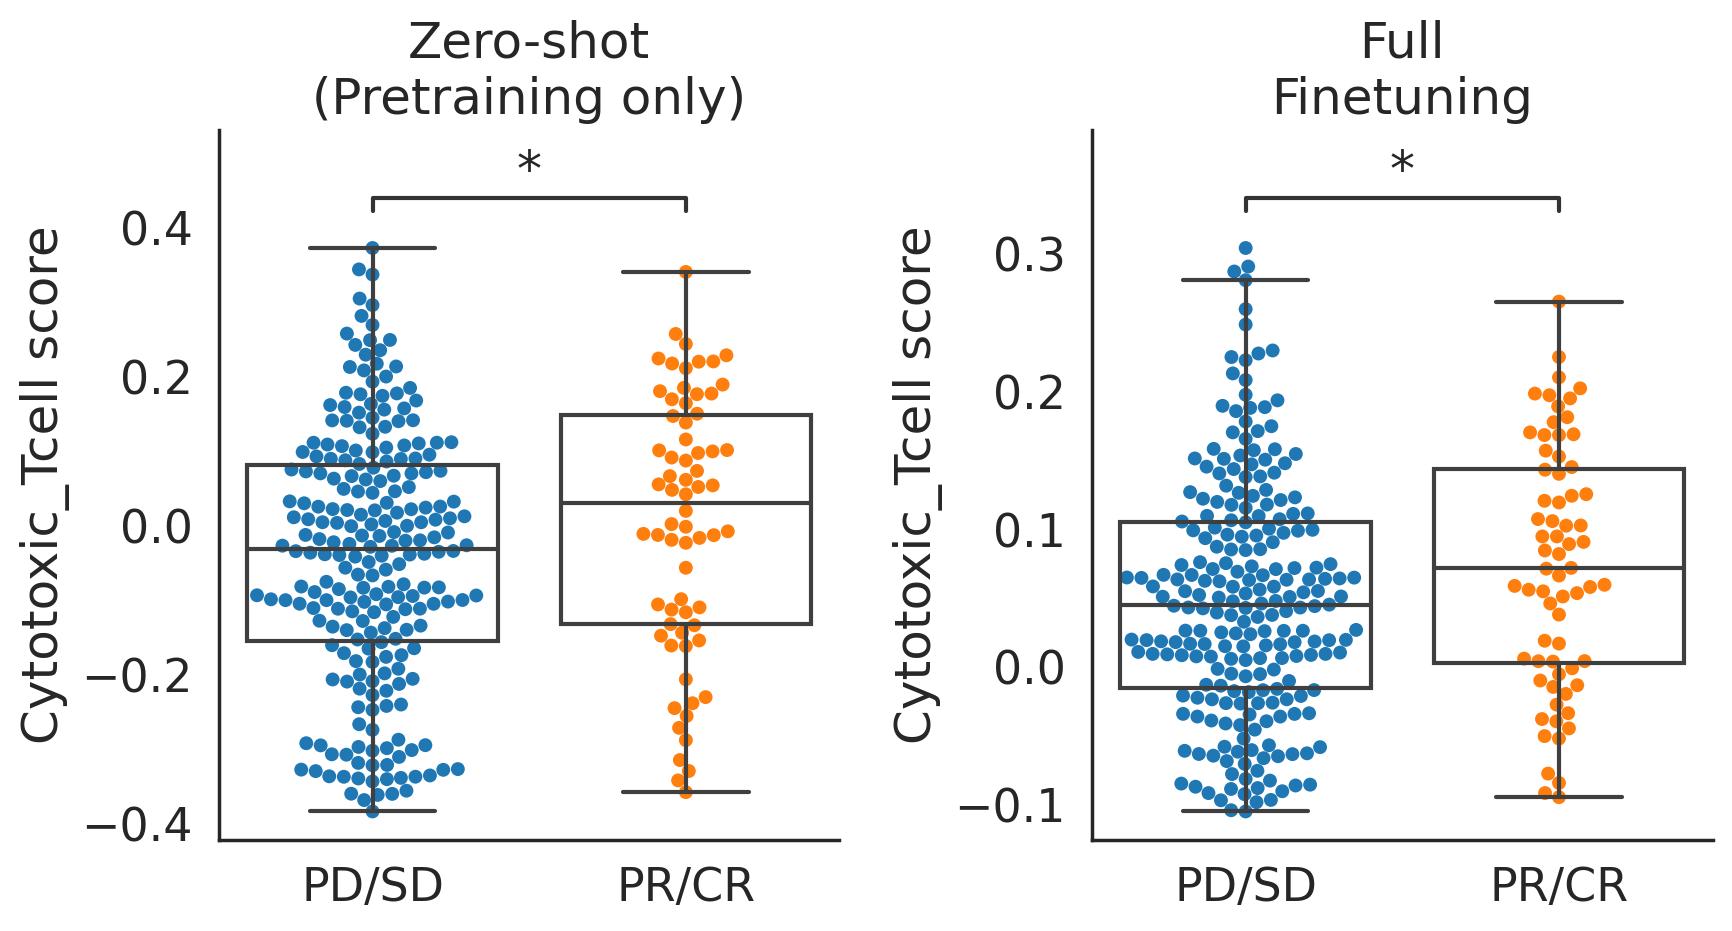 Zero-shot
(Pretraining only)
*
Cytotoxic_Tcell score
0.4
0.2
0.0
−0.2
−0.4
PD/SD
PR/CR
Full
Finetuning
*
Cytotoxic_Tcell score
0.3
0.2
0.1
0.0
−0.1
PD/SD
PR/CR